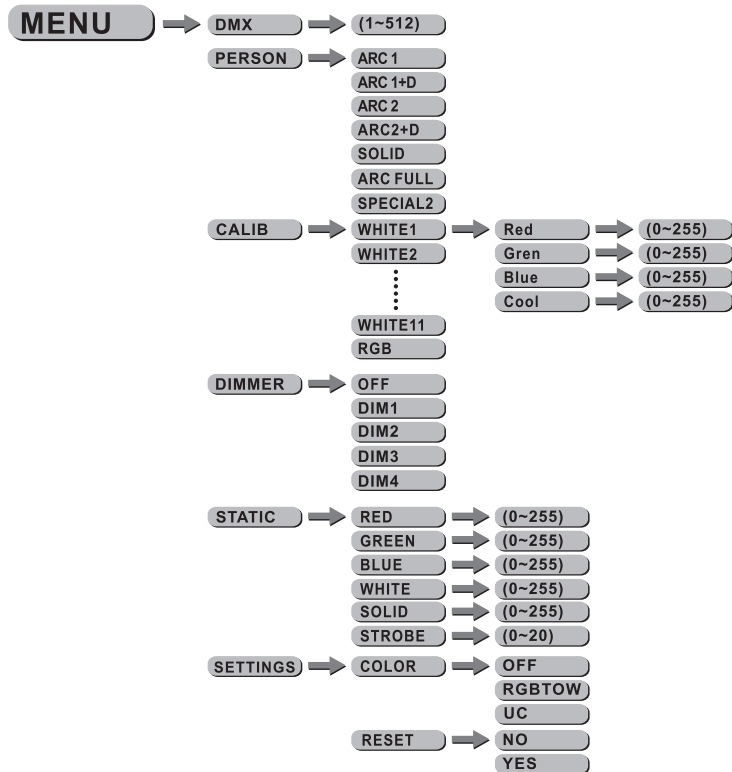 MENU DMX (1~512)
PERSON ARC 1
ARC 1+D
ARC 2
ARC2+D
SOLID
ARC FULL
SPECIAL2
CALIB WHITE1 Red (0~255)
WHITE2 Gren (0~255)
Blue (0~255)
Cool (0~255)
WHITE11
RGB
DIMMER OFF
DIM1
DIM2
DIM3
DIM4
STATIC RED (0~255)
GREEN (0~255)
BLUE (0~255)
WHITE (0~255)
SOLID (0~255)
STROBE (0~20)
SETTINGS COLOR OFF
RGBTOW
UC
RESET NO
YES